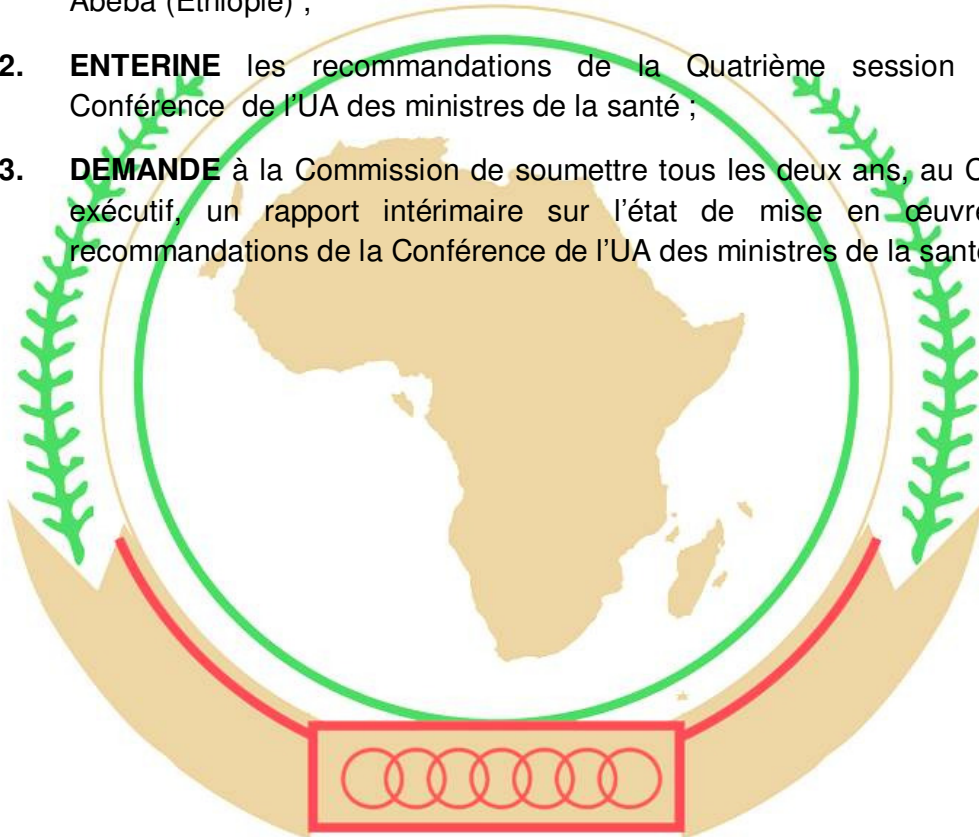 Abeba (Ethiopie) ;
2. ENTERINE les recommandations de la Quatrième session
Conférence de l'UA des ministres de la santé ;
3. DEMANDE à la Commission de soumettre tous les deux ans, au
exécutif, un rapport intérimaire sur l'état de mise en œuvre
recommandations de la Conférence de l'UA des ministres de la santé